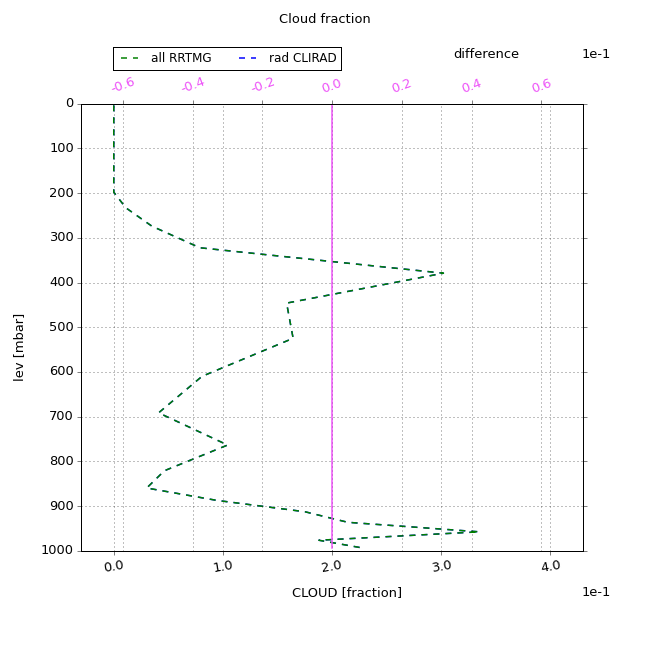 Cloud fraction
all RRTMG rad CLIRAD difference 1e-1
-0.6 -0.4 -0.2 0.0 0.2 0.4 0.6
0
100
200
300
400
500
600
700
800
900
1000
lev [mbar]
0.0 1.0 2.0 3.0 4.0
CLOUD [fraction] 1e-1